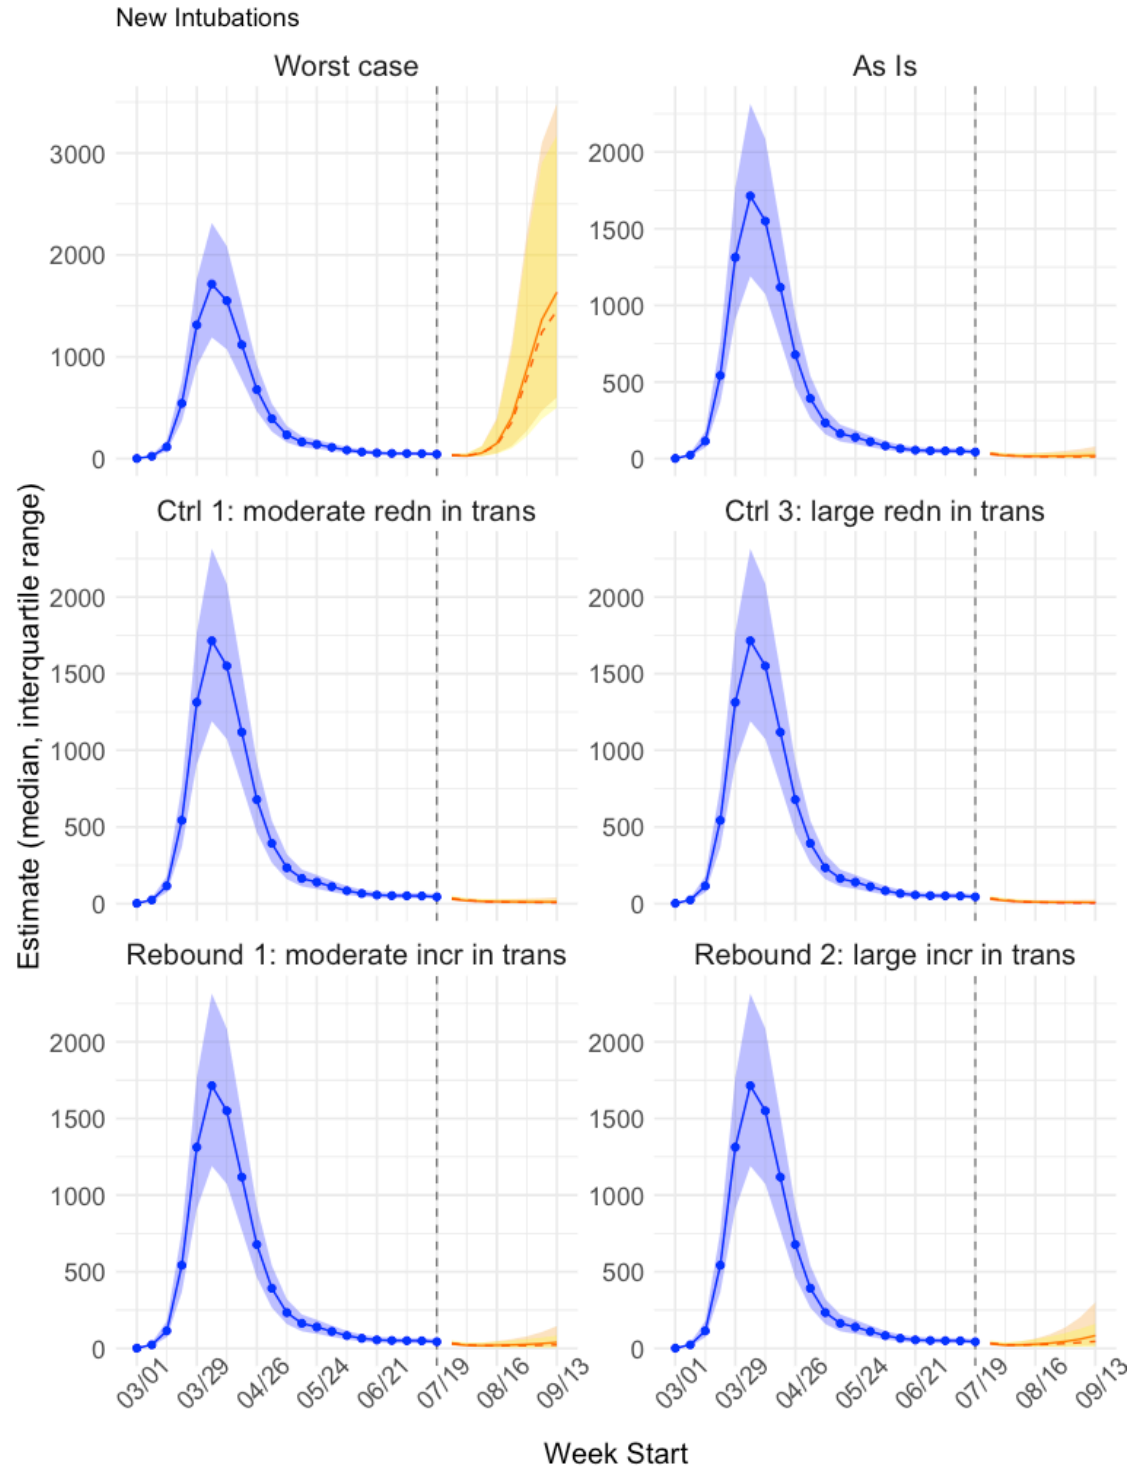 New Intubations
Worst case
As Is
3000
2000
1000
0
2000
1500
1000
500
0
Ctrl 1: moderate redn in trans
Ctrl 3: large redn in trans
2000
1500
1000
500
0
2000
1500
1000
500
0
Estimate (median, interquartile range)
Rebound 1: moderate incr in trans
Rebound 2: large incr in trans
2000
1500
1000
500
0
2000
1500
1000
500
0
03/01 03/29 04/26 05/24 06/21 07/19 08/16 09/13
03/01 03/29 04/26 05/24 06/21 07/19 08/16 09/13
Week Start